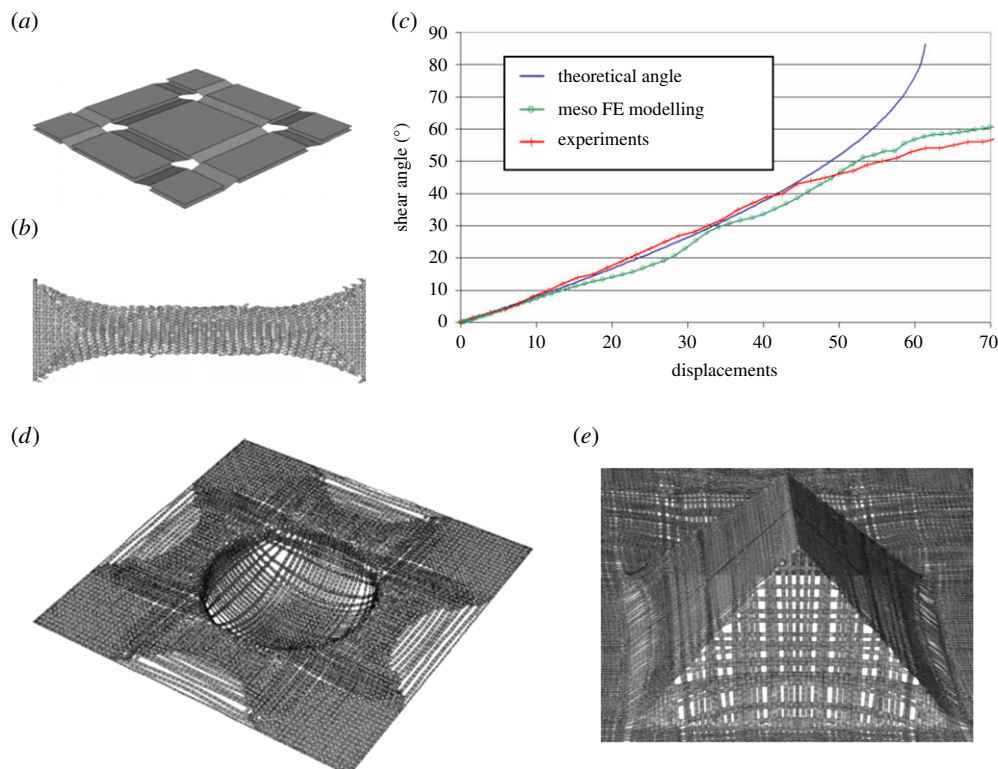 (a)
(b)
(c)
90
80
70
60
50
40
30
20
10
0
shear angle (°)
theoretical angle
meso FE modelling
experiments
0 10 20 30 40 50 60 70
displacements
(d)
(e)